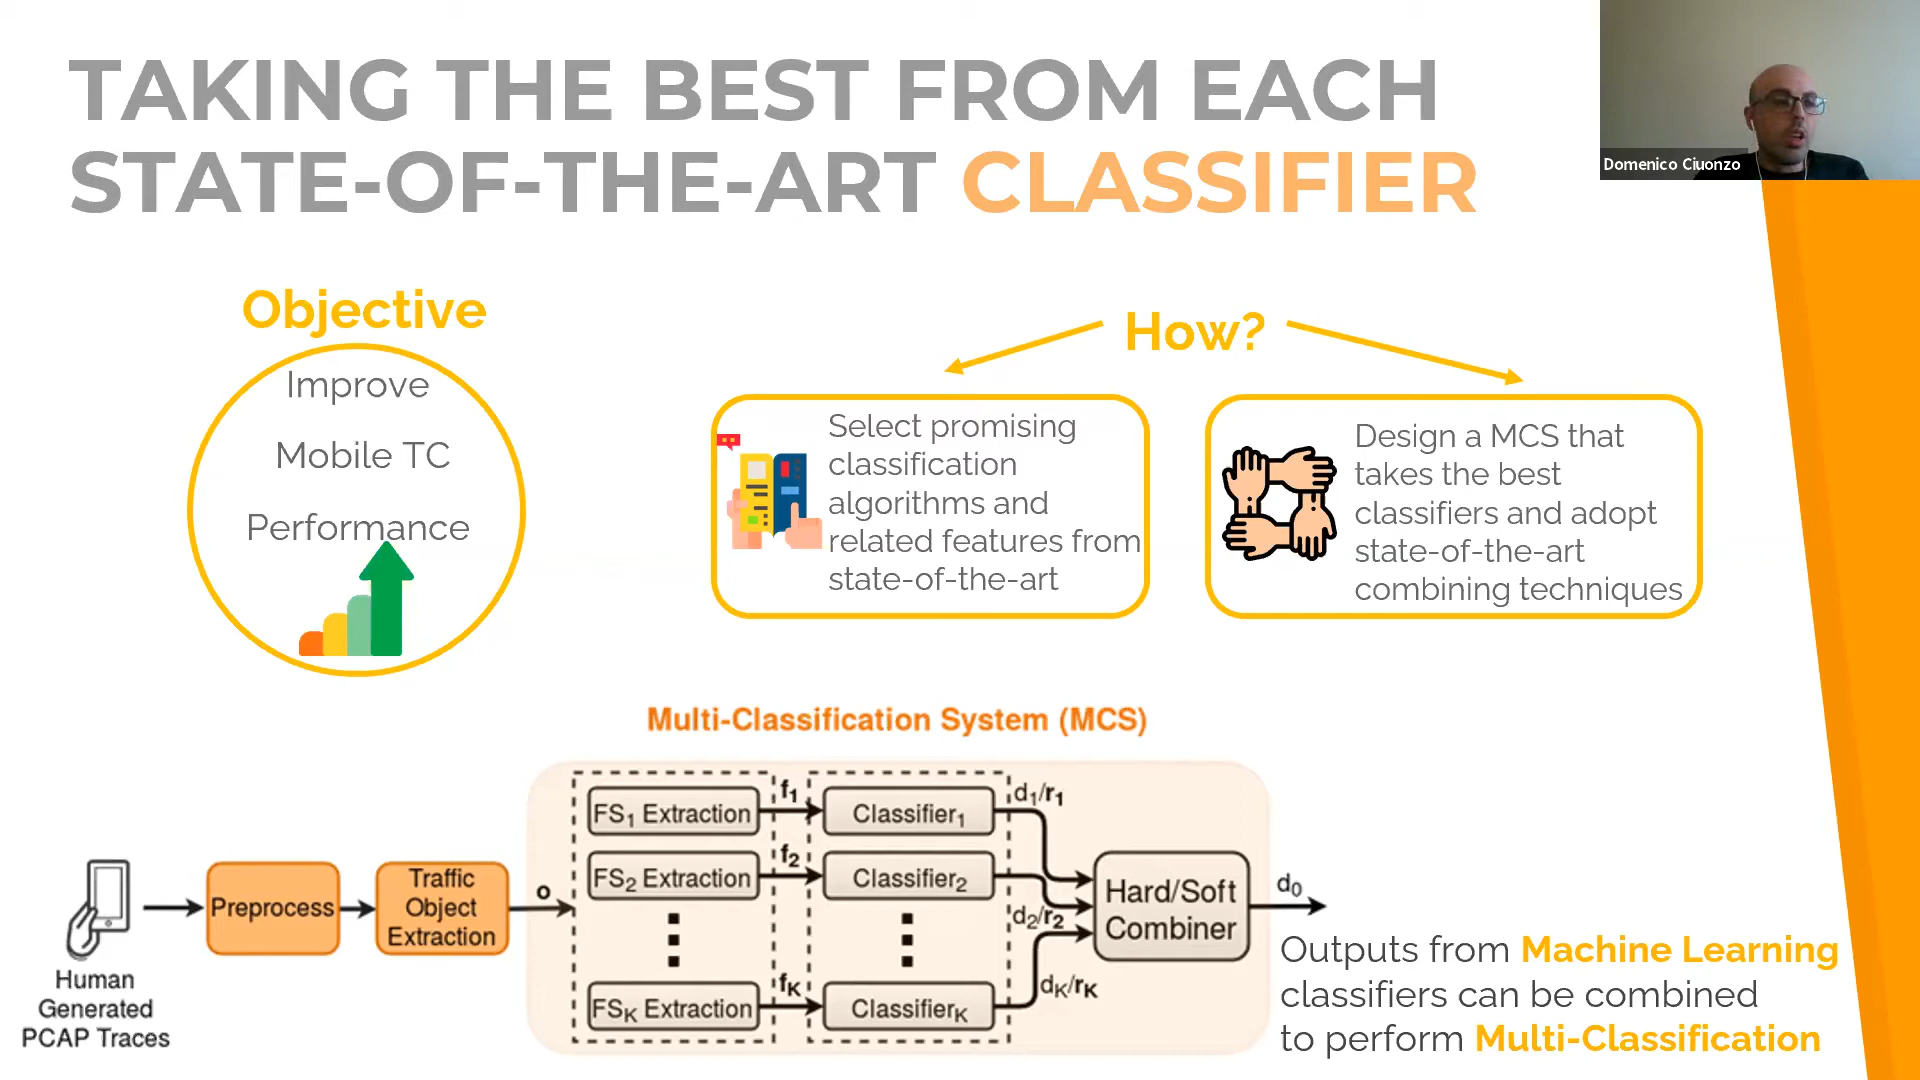 TAKING THE BEST FROM EACH
STATE-OF-THE-ART CLASSIFIER
Domenico Ciuonzo
Objective
Improve
Mobile TC
Performance
How?
Select promising
classification
algorithms and
related features from
state-of-the-art
Design a MCS that
takes the best
classifiers and adopt
state-of-the-art
combining techniques
Multi-Classification System (MCS)
Human
Generated
PCAP Traces
Preprocess
Traffic
Object
Extraction
o
FS1 Extraction
f1
Classifier1
d1/r1
FS2 Extraction
f2
Classifier2
d2/r2
FSK Extraction
fK
ClassifierK
dK/rK
Hard/Soft
Combiner
d0
Outputs from Machine Learning
classifiers can be combined
to perform Multi-Classification